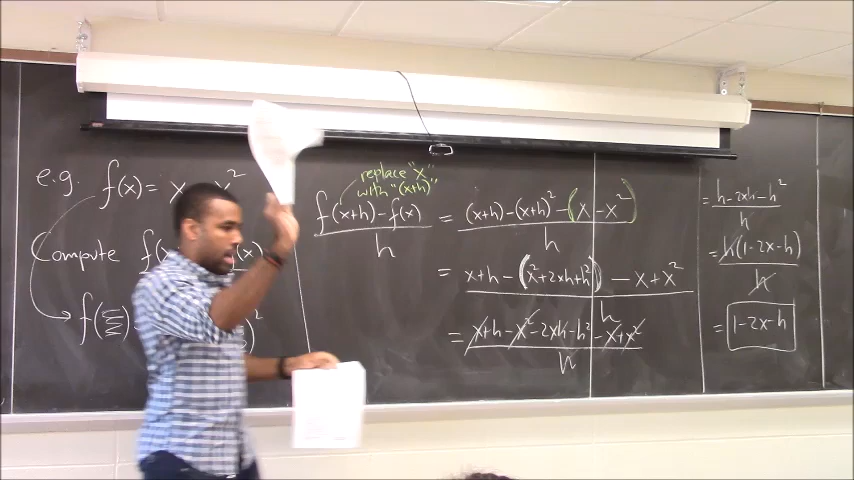 e.g. f(x) = x x²
Compute f(x)
f( )²
replace "x"
with "(x+h)"
f(x+h) - f(x) / h = (x+h) - (x+h)² - (x - x²) / h
= x+h - (x² + 2xh + h²) - x + x² / h
= x+h - x² - 2xh - h² - x + x² / h
= h - 2xh - h² / h
= h(1 - 2x - h) / h
= 1 - 2x - h